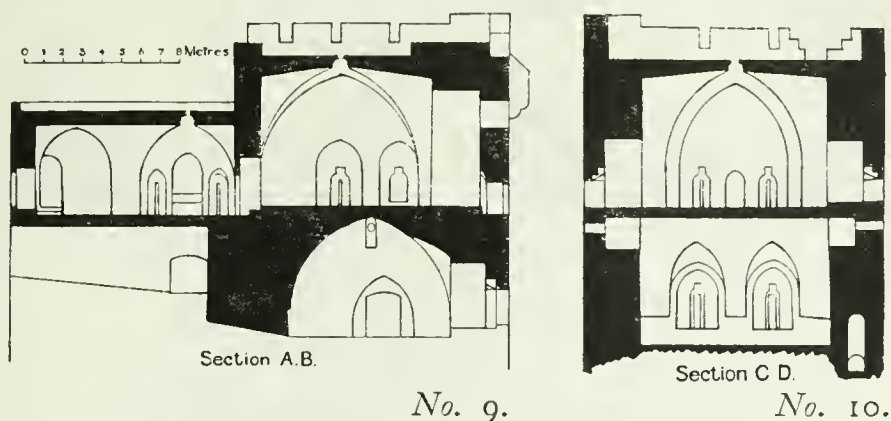 0 1 2 3 4 5 6 7 8 Metres
Section A.B.
Section C D.
No. 9.
No. 10.